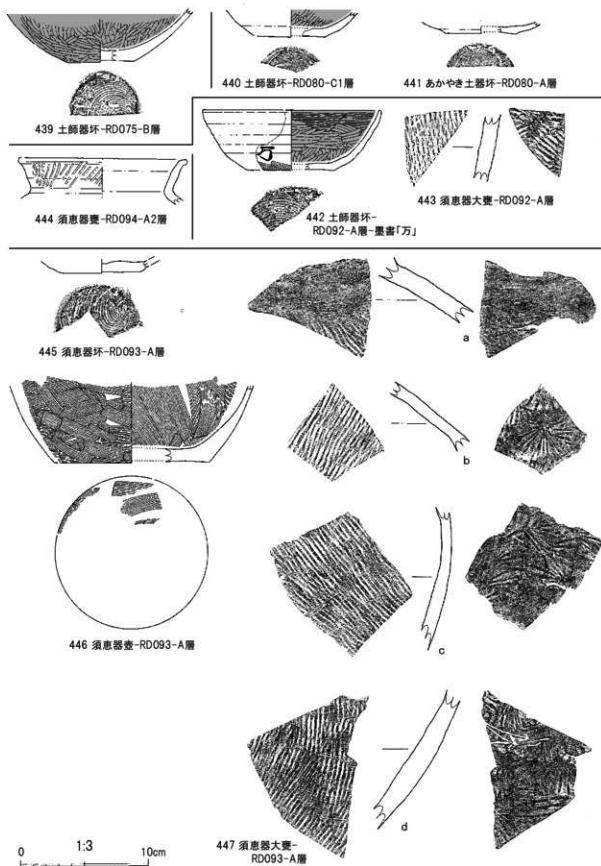 439 土師器坏-RD075-B層
440 土師器坏-RD080-C1層
441 あかやき土器坏-RD080-A層
444 須恵器甕-RD094-A2層
442 土師器坏-
RD092-A層-墨書「万」
443 須恵器大甕-RD092-A層
445 須恵器坏-RD093-A層
a
b
446 須恵器壺-RD093-A層
c
d
447 須恵器大甕-
RD093-A層
0 1:3 10cm